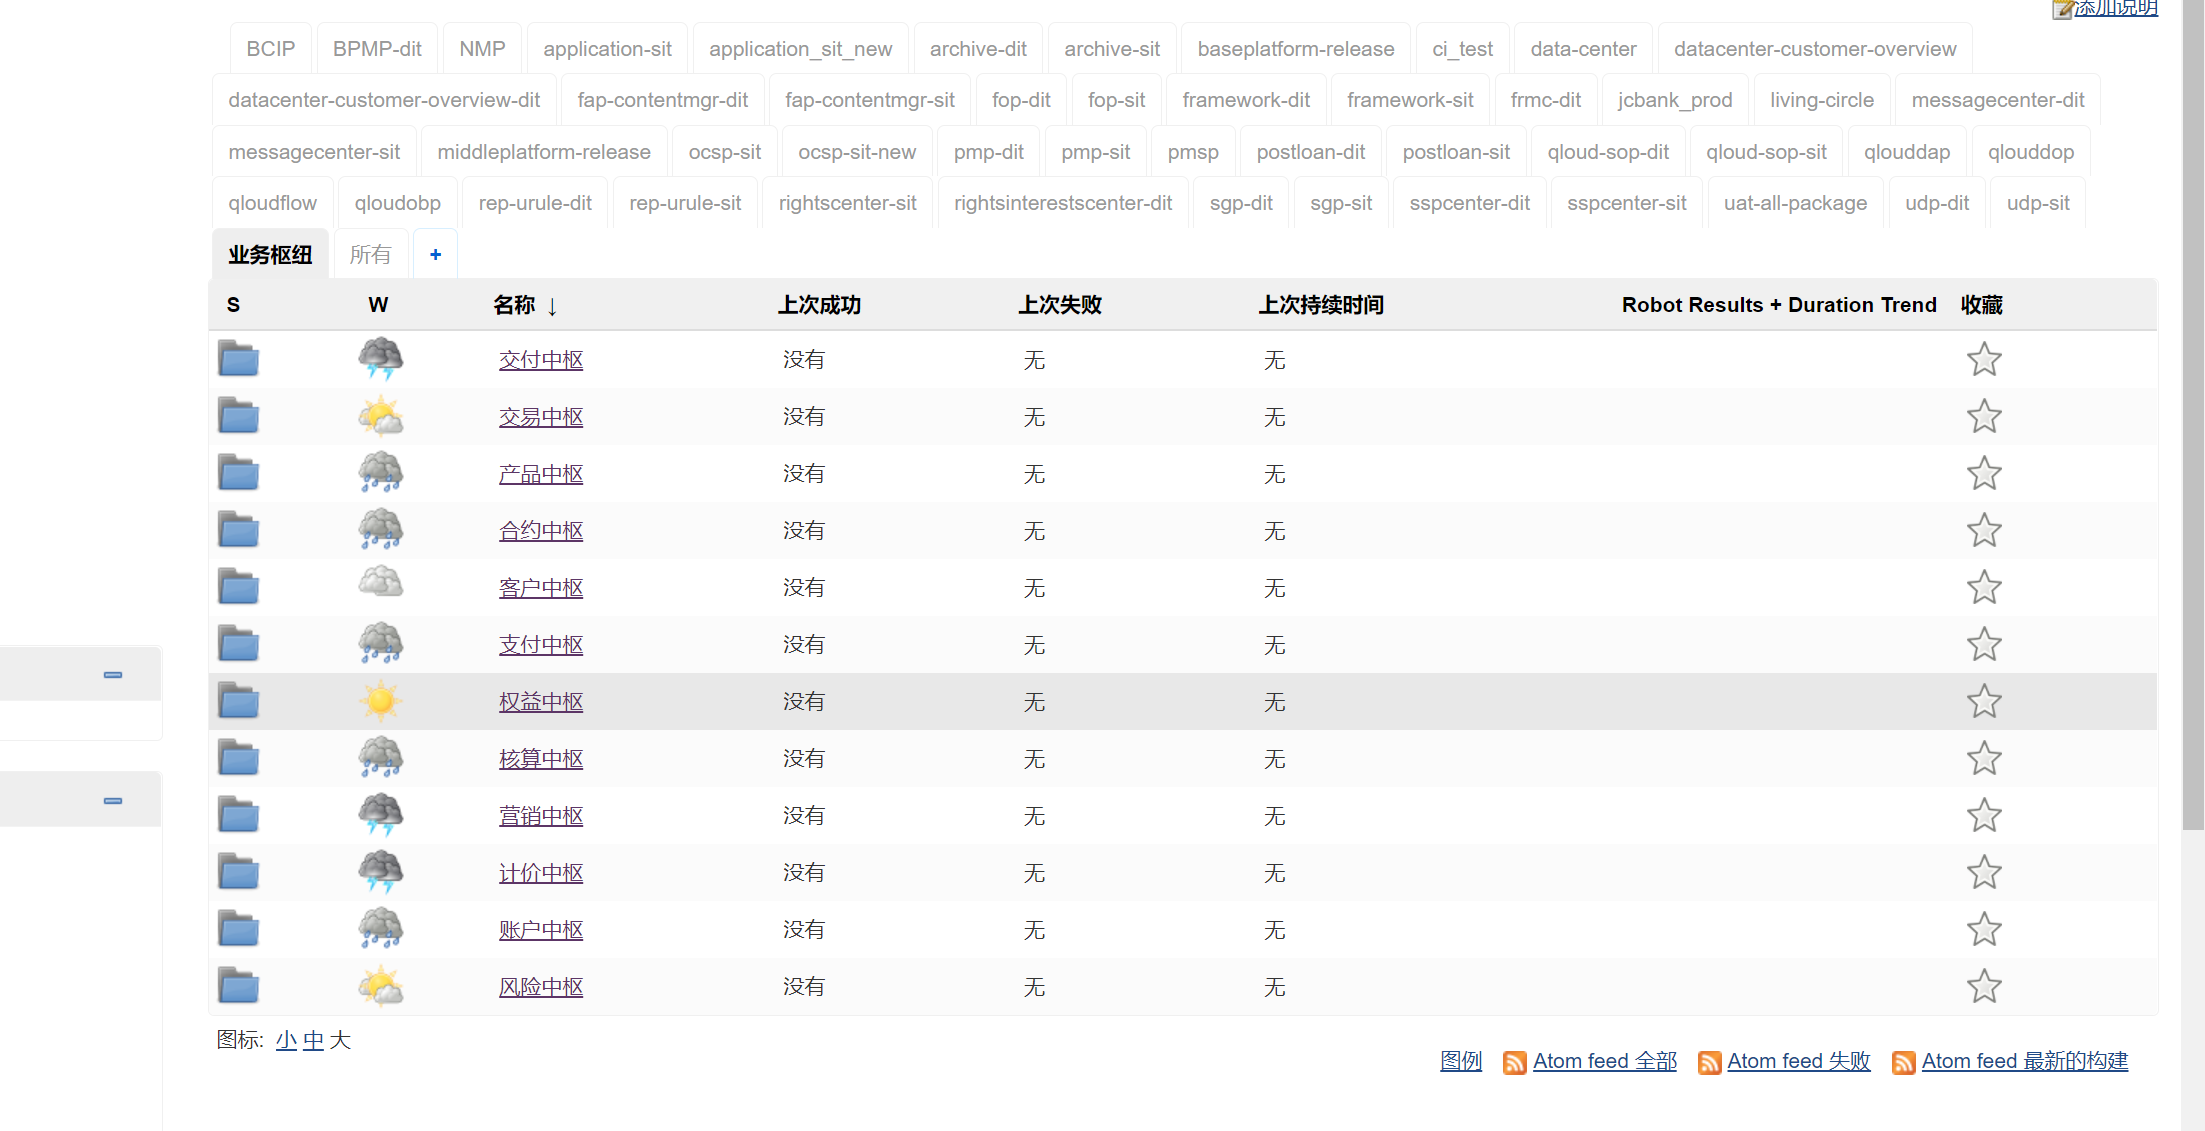 添加说明
BCIP BPMP-dit NMP application-sit application_sit_new archive-dit archive-sit baseplatform-release ci_test data-center datacenter-customer-overview
datacenter-customer-overview-dit fap-contentmgr-dit fap-contentmgr-sit fop-dit fop-sit framework-dit framework-sit frmc-dit jcbank_prod living-circle messagecenter-dit
messagecenter-sit middleplatform-release ocsp-sit ocsp-sit-new pmp-dit pmp-sit pmsp postloan-dit postloan-sit qloud-sop-dit qloud-sop-sit qlouddap qlouddop
qloudflow qloudobp rep-urule-dit rep-urule-sit rightscenter-sit rightsinterestscenter-dit sgp-dit sgp-sit sspcenter-dit sspcenter-sit uat-all-package udp-dit udp-sit
业务枢纽 所有 +
S W 名称 ↓ 上次成功 上次失败 上次持续时间 Robot Results + Duration Trend 收藏
交付中枢 没有 无 无
交易中枢 没有 无 无
产品中枢 没有 无 无
合约中枢 没有 无 无
客户中枢 没有 无 无
支付中枢 没有 无 无
权益中枢 没有 无 无
核算中枢 没有 无 无
营销中枢 没有 无 无
计价中枢 没有 无 无
账户中枢 没有 无 无
风险中枢 没有 无 无
图标: 小 中 大
图例 Atom feed 全部 Atom feed 失败 Atom feed 最新的构建